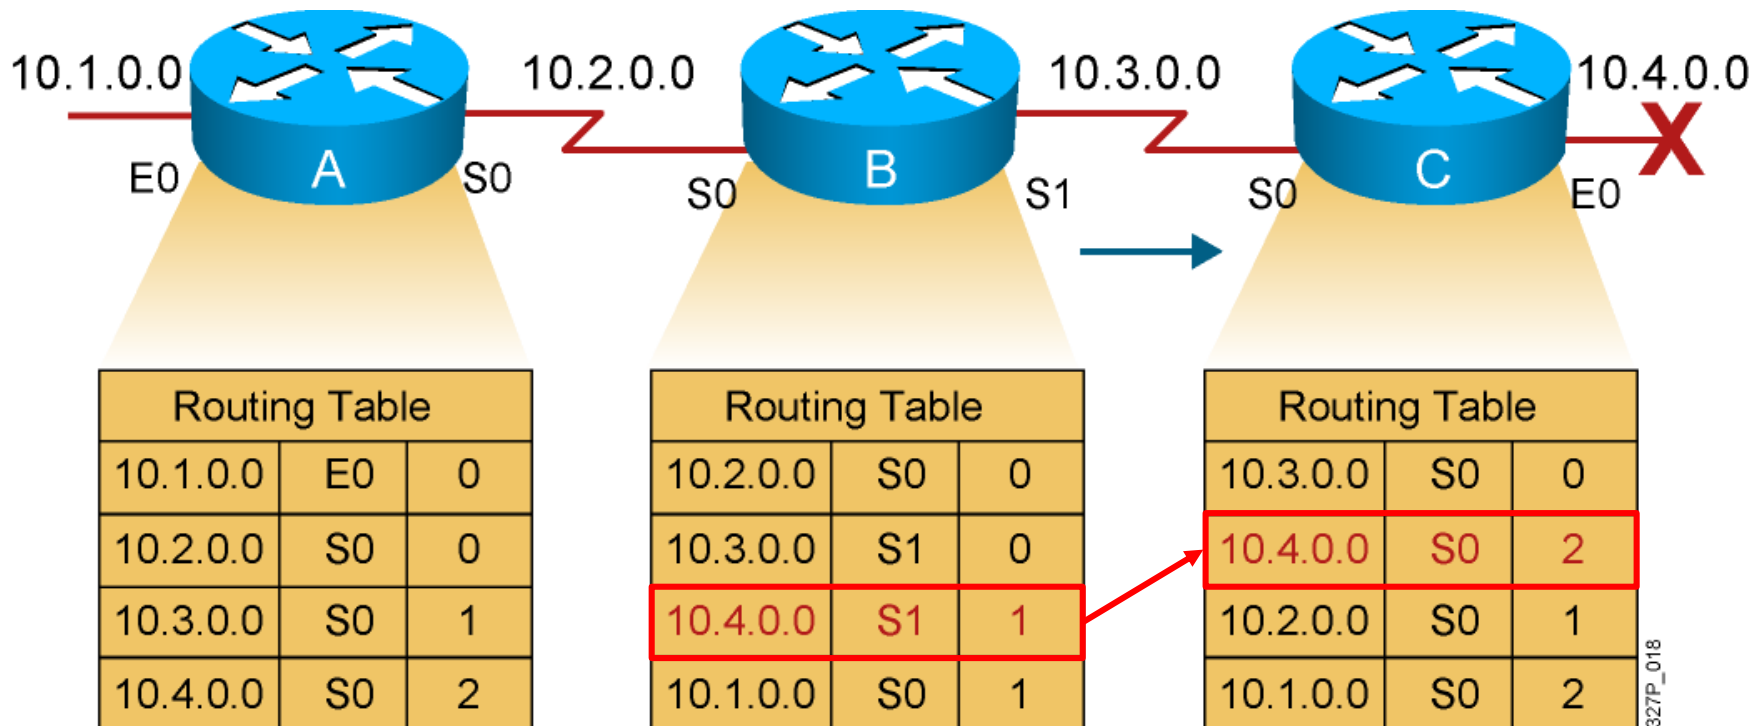 10.1.0.0 10.2.0.0 10.3.0.0 10.4.0.0
X
A B C
E0 S0 S0 S1 S0 E0
Routing Table Routing Table Routing Table
10.1.0.0 E0 0 10.2.0.0 S0 0 10.3.0.0 S0 0
10.2.0.0 S0 0 10.3.0.0 S1 0 10.4.0.0 S0 2
10.3.0.0 S0 1 10.4.0.0 S1 1 10.2.0.0 S0 1
10.4.0.0 S0 2 10.1.0.0 S0 1 10.1.0.0 S0 2
327P_018